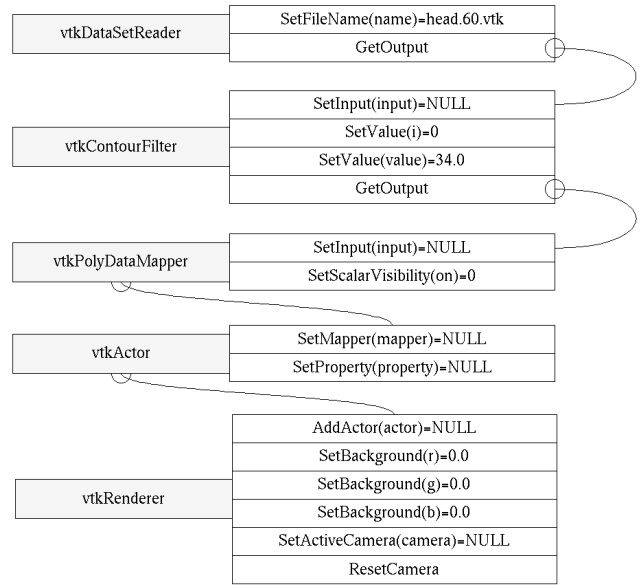 vtkDataSetReader
SetFileName(name)=head.60.vtk
GetOutput
vtkContourFilter
SetInput(input)=NULL
SetValue(i)=0
SetValue(value)=34.0
GetOutput
vtkPolyDataMapper
SetInput(input)=NULL
SetScalarVisibility(on)=0
vtkActor
SetMapper(mapper)=NULL
SetProperty(property)=NULL
vtkRenderer
AddActor(actor)=NULL
SetBackground(r)=0.0
SetBackground(g)=0.0
SetBackground(b)=0.0
SetActiveCamera(camera)=NULL
ResetCamera